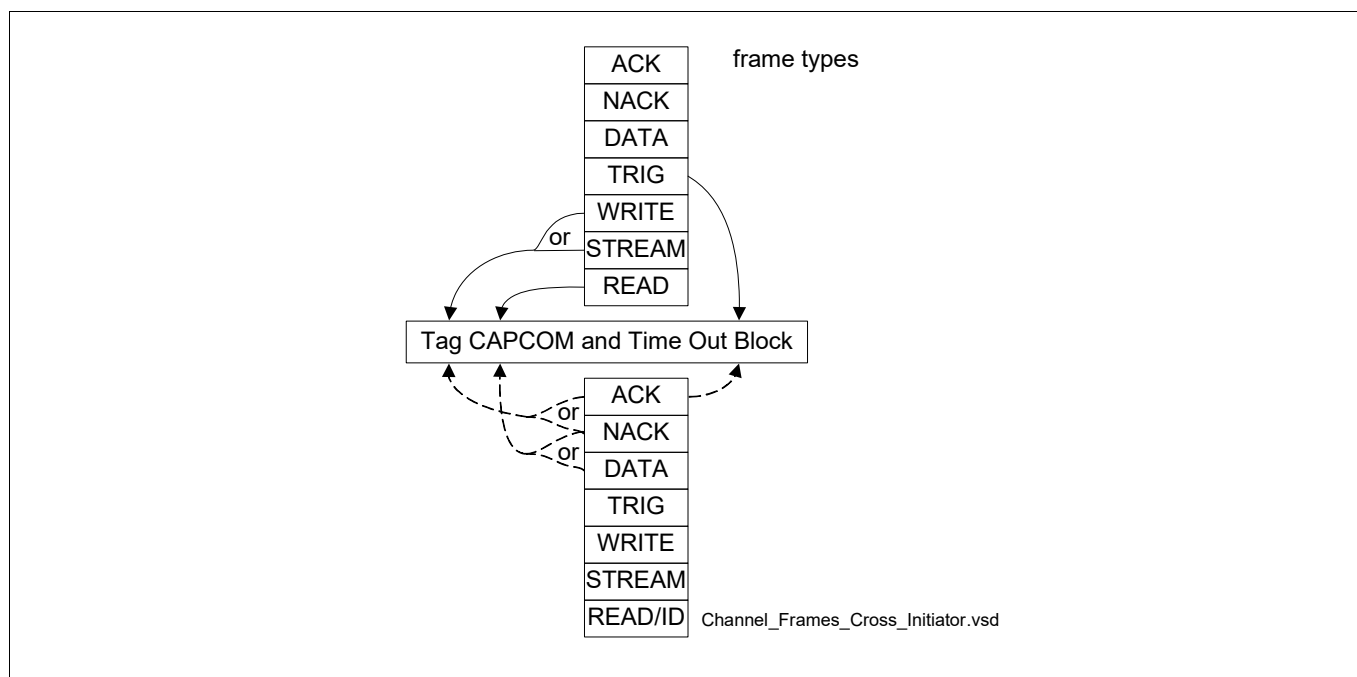 ACK
frame types
NACK
DATA
TRIG
WRITE
or
STREAM
READ
Tag CAPCOM and Time Out Block
ACK
or
NACK
or
DATA
TRIG
WRITE
STREAM
READ/ID
Channel_Frames_Cross_Initiator.vsd